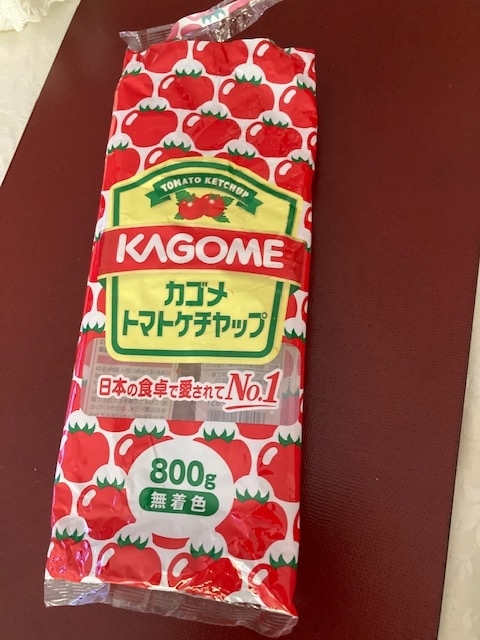 TOMATO KETCHUP
KAGOME
カゴメ
トマトケチャップ
日本の食卓で愛されてNo.1
800g
無着色